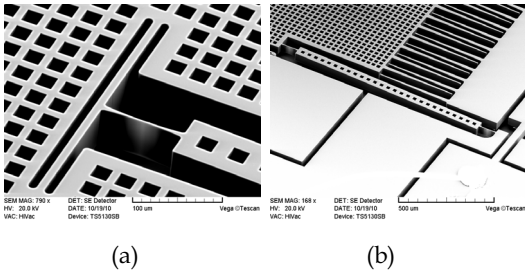 SEM MAG: 790 x DET: SE Detector
HV: 20.0 kV DATE: 10/19/10 100 um Vega ©Tescan
VAC: HiVac Device: TS5130SB
SEM MAG: 168 x DET: SE Detector
HV: 20.0 kV DATE: 10/19/10 500 um Vega ©Tescan
VAC: HiVac Device: TS5130SB
(a) (b)